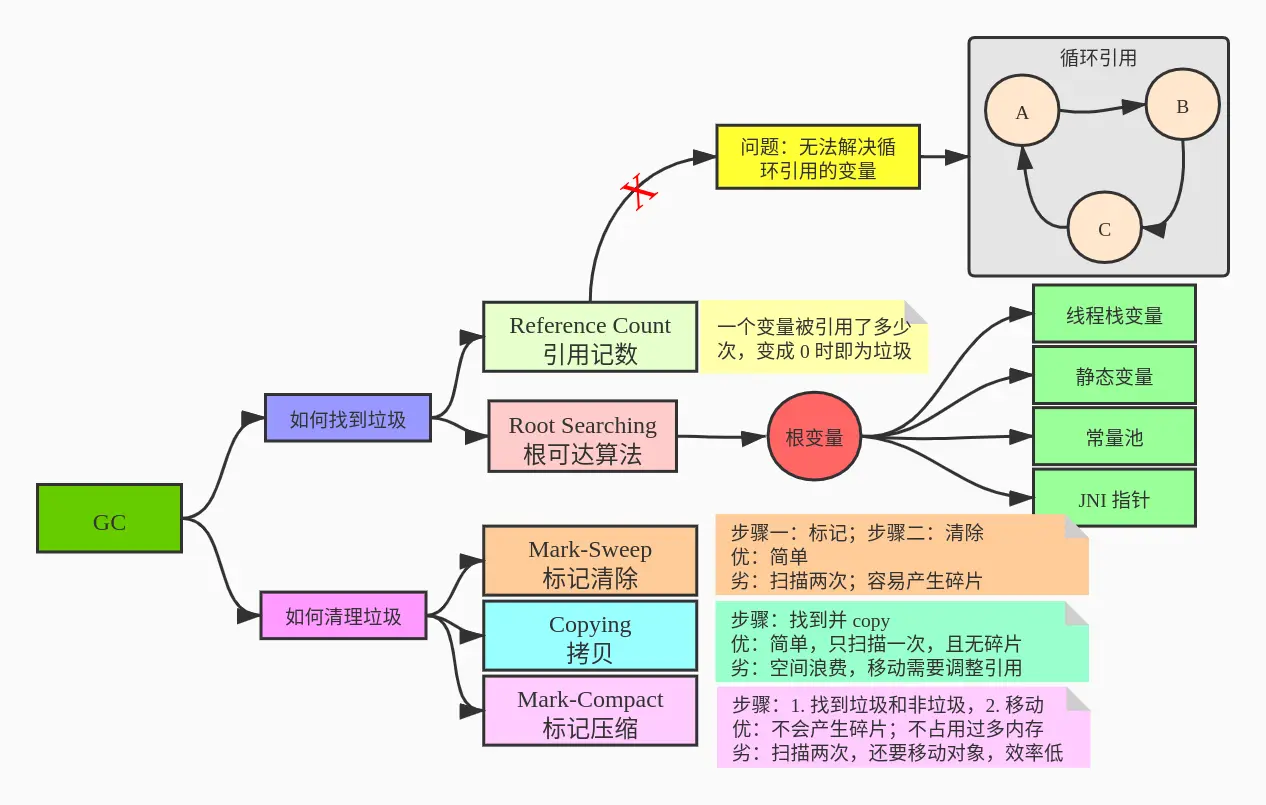 循环引用
A
B
C
问题：无法解决循
环引用的变量
X
Reference Count
引用记数
一个变量被引用了多少
次，变成 0 时即为垃圾
线程栈变量
静态变量
常量池
JNI 指针
如何找到垃圾
Root Searching
根可达算法
根变量
GC
如何清理垃圾
Mark-Sweep
标记清除
步骤一：标记；步骤二：清除
优：简单
劣：扫描两次；容易产生碎片
Copying
拷贝
步骤：找到并 copy
优：简单，只扫描一次，且无碎片
劣：空间浪费，移动需要调整引用
Mark-Compact
标记压缩
步骤：1. 找到垃圾和非垃圾，2. 移动
优：不会产生碎片；不占用过多内存
劣：扫描两次，还要移动对象，效率低